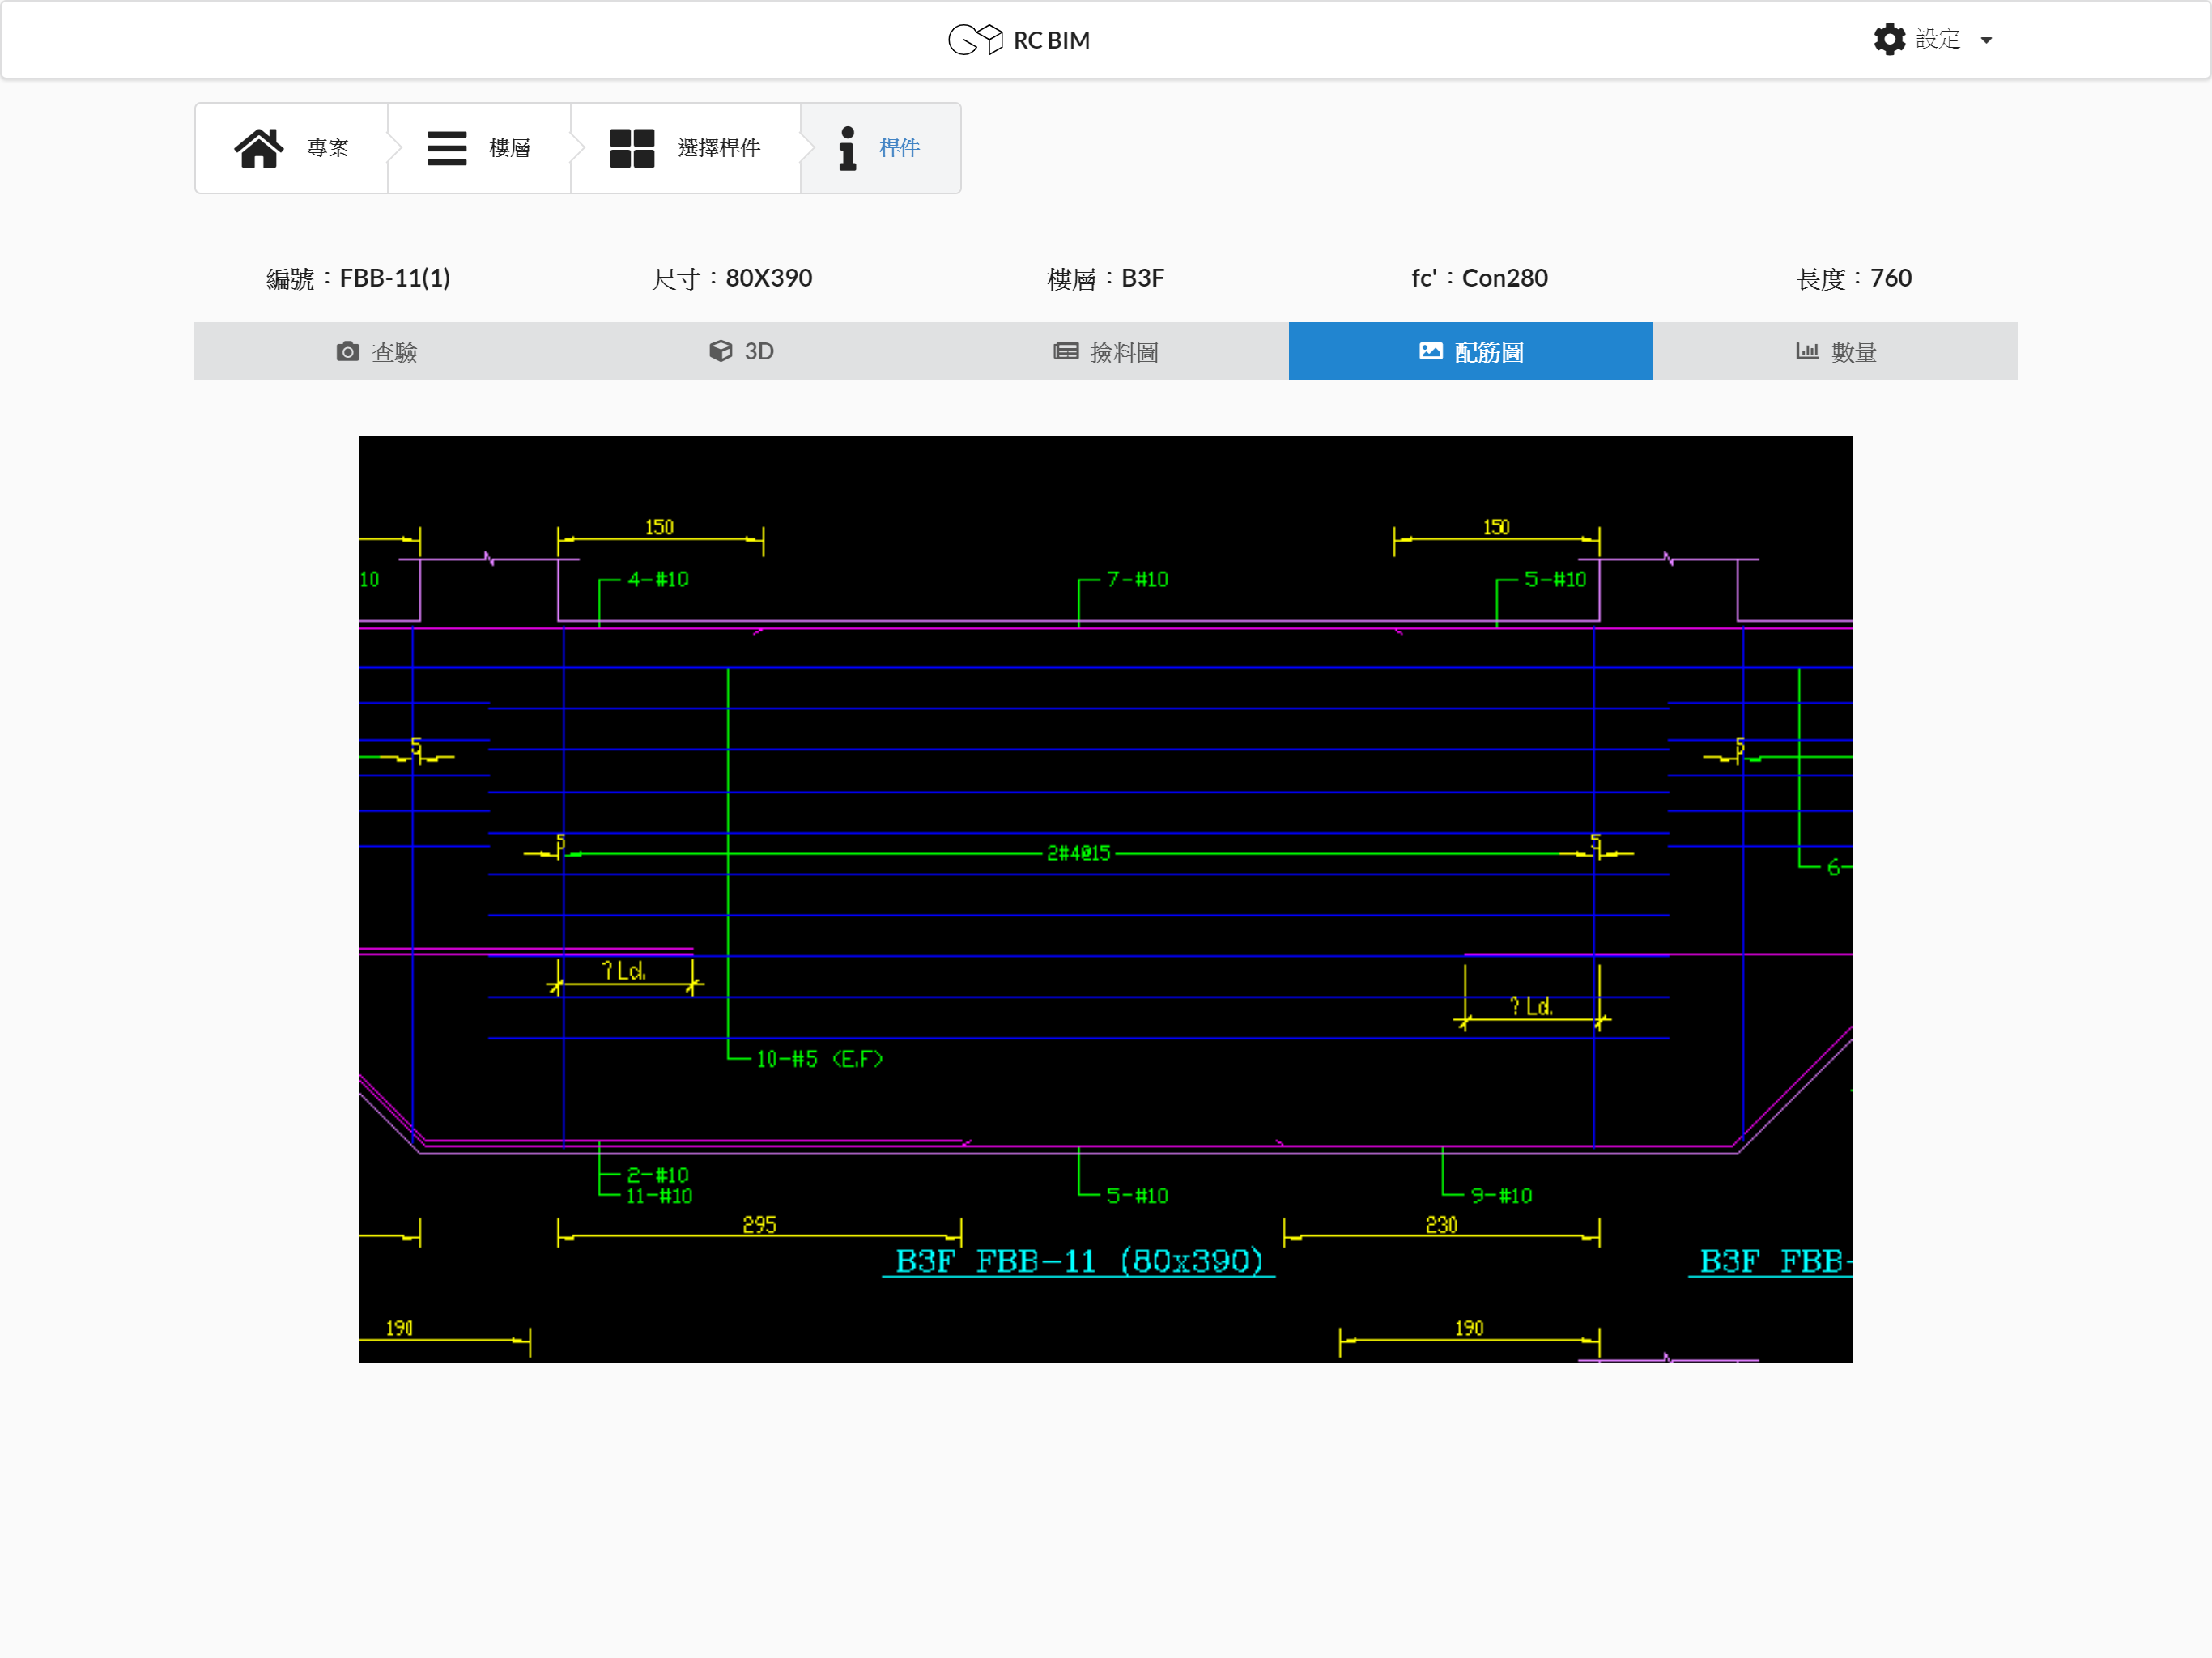 RC BIM
設定
專案
樓層
選擇桿件
桿件
編號：FBB-11(1)
尺寸：80X390
樓層：B3F
fc'：Con280
長度：760
查驗
3D
撿料圖
配筋圖
數量
150
150
10
4-#10
7-#10
5-#10
5
5
5
2#4@15
5
6-
? Ld.
? Ld.
10-#5 (E.F)
2-#10
11-#10
5-#10
9-#10
295
230
B3F FBB-11 (80x390)
B3F FBB-
190
190